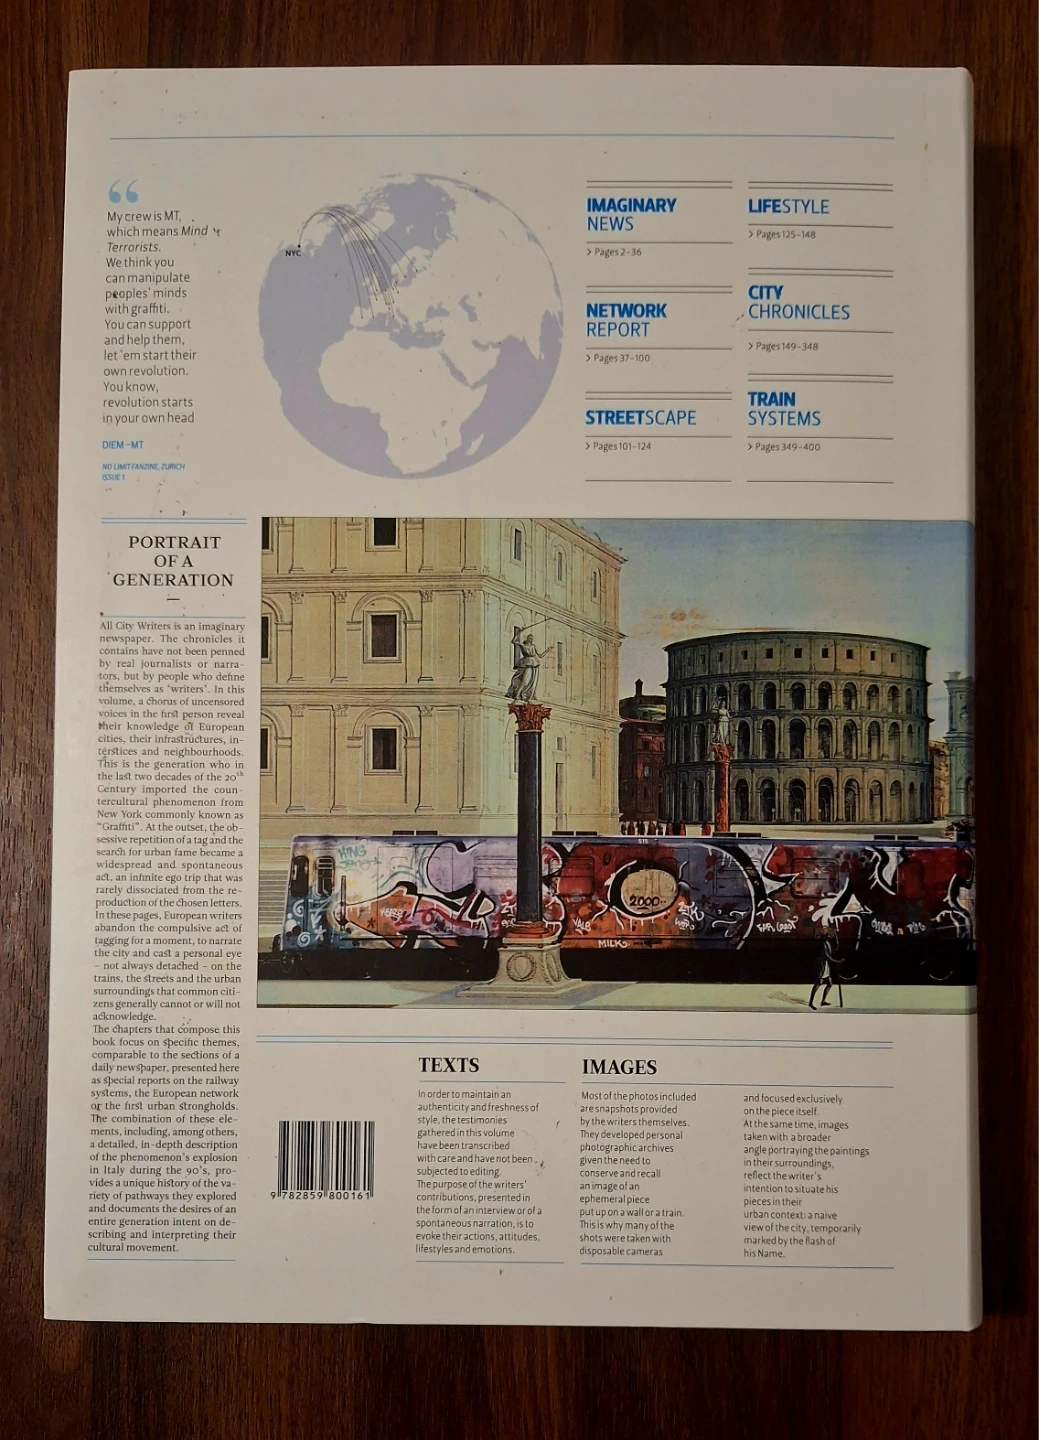 “
My crew is MT,
which means Mind
Terrorists.
We think you
can manipulate
peoples' minds
with graffiti.
You can support
and help them,
let 'em start their
own revolution.
You know,
revolution starts
in your own head
DIEM – MT
NO LIMIT FANZINE, ZURICH
ISSUE 1
NYC
IMAGINARY
NEWS
> Pages 2-36
NETWORK
REPORT
> Pages 37-100
STREETSCAPE
> Pages 101-124
LIFESTYLE
> Pages 125-148
CITY
CHRONICLES
> Pages 149-348
TRAIN
SYSTEMS
> Pages 349-400
PORTRAIT
OF A
GENERATION
—
All City Writers is an imaginary
newspaper. The chronicles it
contains have not been penned
by real journalists or narra-
tors, but by people who define
themselves as 'writers'. In this
volume, a chorus of uncensored
voices in the first person reveal
their knowledge of European
cities, their infrastructures, in-
terstices and neighbourhoods.
This is the generation who in
the last two decades of the 20th
Century imported the coun-
tercultural phenomenon from
New York commonly known as
"Graffiti". At the outset, the ob-
sessive repetition of a tag and the
search for urban fame became a
widespread and spontaneous
act, an infinite ego trip that was
rarely dissociated from the re-
production of the chosen letters.
In these pages, European writers
abandon the compulsive act of
tagging for a moment, to narrate
the city and cast a personal eye
– not always detached – on the
trains, the streets and the urban
surroundings that common citi-
zens generally cannot or will not
acknowledge.
The chapters that compose this
book focus on specific themes,
comparable to the sections of a
daily newspaper, presented here
as special reports on the railway
systems, the European network
or the first urban strongholds.
The combination of these ele-
ments, including, among others,
a detailed, in-depth description
of the phenomenon's explosion
in Italy during the 90's, pro-
vides a unique history of the va-
riety of pathways they explored
and documents the desires of an
entire generation intent on de-
scribing and interpreting their
cultural movement.
KING
2000..
MILK
9 782859 800161
TEXTS
In order to maintain an
authenticity and freshness of
style, the testimonies
gathered in this volume
have been transcribed
with care and have not been
subjected to editing.
The purpose of the writers'
contributions, presented in
the form of an interview or of a
spontaneous narration, is to
evoke their actions, attitudes,
lifestyles and emotions.
IMAGES
Most of the photos included
are snapshots provided
by the writers themselves.
They developed personal
photographic archives
given the need to
conserve and recall
an image of an
ephemeral piece
put up on a wall or a train.
This is why many of the
shots were taken with
disposable cameras
and focused exclusively
on the piece itself.
At the same time, images
taken with a broader
angle portraying the paintings
in their surroundings,
reflect the writer's
intention to situate his
pieces in their
urban context: a naive
view of the city, temporarily
marked by the flash of
his Name.